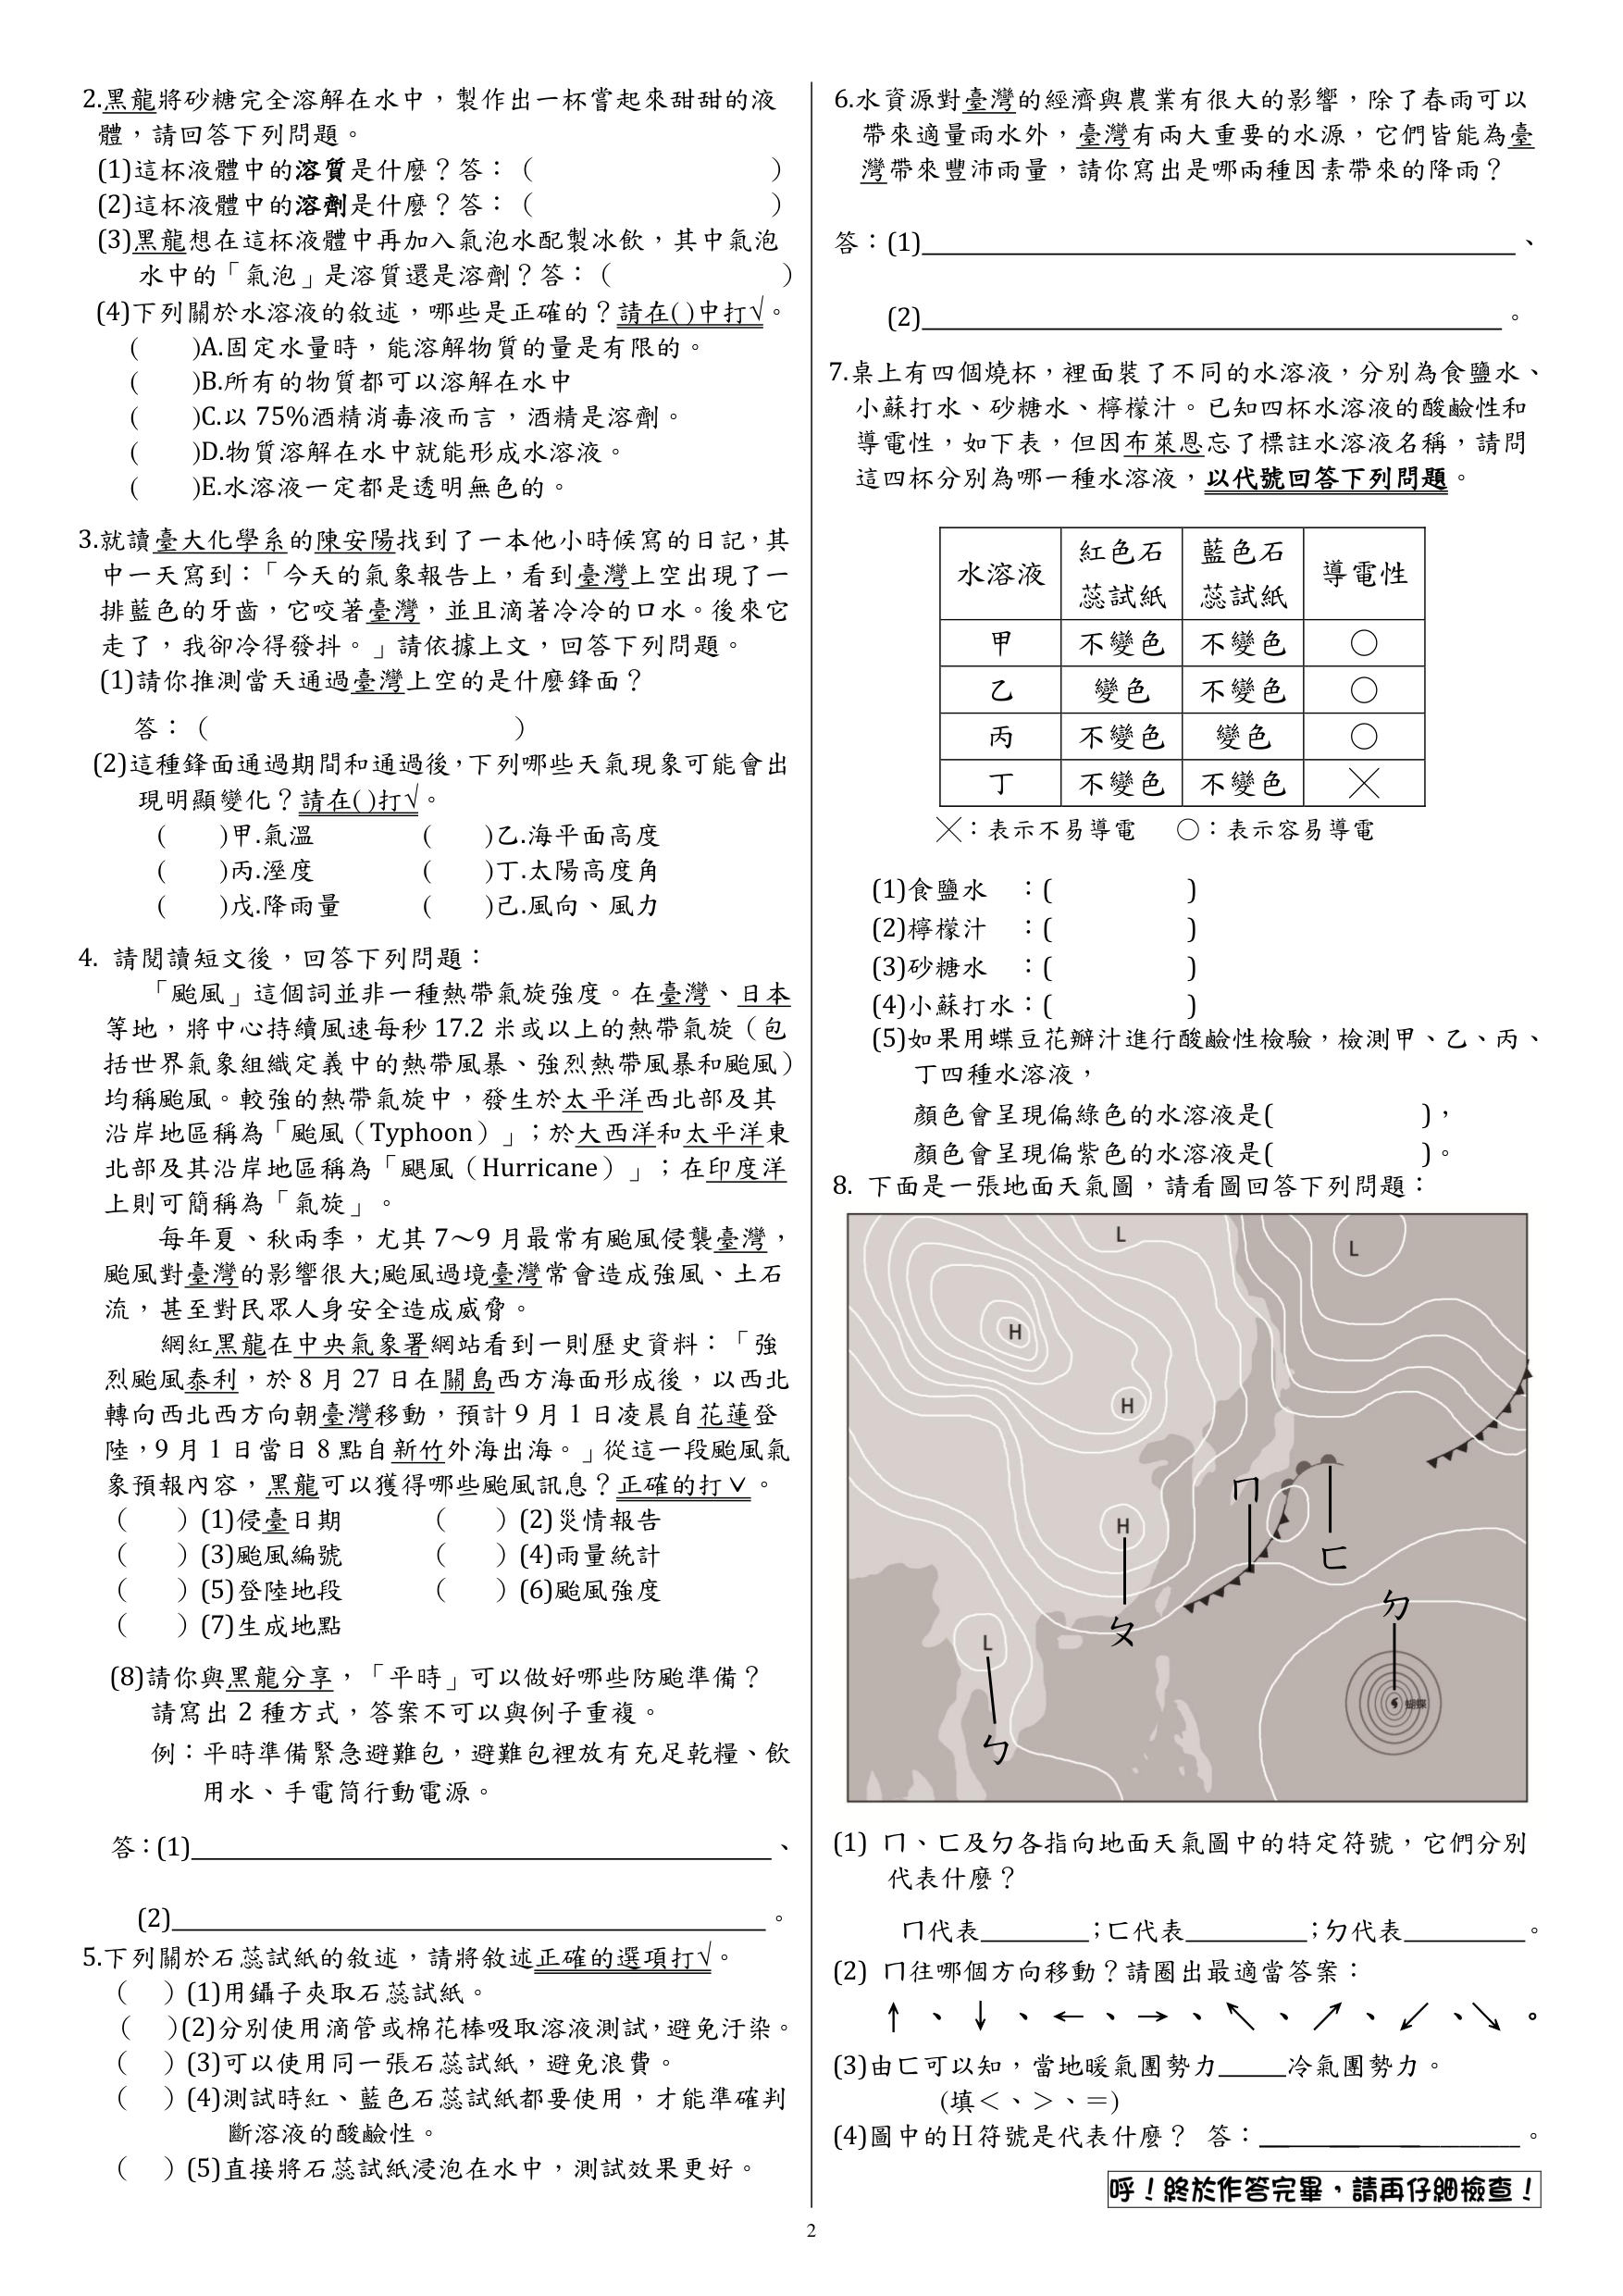 2.黑龍將砂糖完全溶解在水中，製作出一杯嘗起來甜甜的液
體，請回答下列問題。
(1)這杯液體中的溶質是什麼？答：（ ）
(2)這杯液體中的溶劑是什麼？答：（ ）
(3)黑龍想在這杯液體中再加入氣泡水配製冰飲，其中氣泡
水中的「氣泡」是溶質還是溶劑？答：（ ）
(4)下列關於水溶液的敘述，哪些是正確的？請在()中打√。
( )A.固定水量時，能溶解物質的量是有限的。
( )B.所有的物質都可以溶解在水中
( )C.以 75%酒精消毒液而言，酒精是溶劑。
( )D.物質溶解在水中就能形成水溶液。
( )E.水溶液一定都是透明無色的。
3.就讀臺大化學系的陳安陽找到了一本他小時候寫的日記，其
中一天寫到：「今天的氣象報告上，看到臺灣上空出現了一
排藍色的牙齒，它咬著臺灣，並且滴著冷冷的口水。後來它
走了，我卻冷得發抖。」請依據上文，回答下列問題。
(1)請你推測當天通過臺灣上空的是什麼鋒面？
答：（ ）
(2)這種鋒面通過期間和通過後，下列哪些天氣現象可能會出
現明顯變化？請在()打√。
( )甲.氣溫 ( )乙.海平面高度
( )丙.溼度 ( )丁.太陽高度角
( )戊.降雨量 ( )己.風向、風力
4. 請閱讀短文後，回答下列問題：
「颱風」這個詞並非一種熱帶氣旋強度。在臺灣、日本
等地，將中心持續風速每秒 17.2 米或以上的熱帶氣旋（包
括世界氣象組織定義中的熱帶風暴、強烈熱帶風暴和颱風）
均稱颱風。較強的熱帶氣旋中，發生於太平洋西北部及其
沿岸地區稱為「颱風（Typhoon）」；於大西洋和太平洋東
北部及其沿岸地區稱為「颶風（Hurricane）」；在印度洋
上則可簡稱為「氣旋」。
每年夏、秋兩季，尤其 7～9 月最常有颱風侵襲臺灣，
颱風對臺灣的影響很大;颱風過境臺灣常會造成強風、土石
流，甚至對民眾人身安全造成威脅。
網紅黑龍在中央氣象署網站看到一則歷史資料：「強
烈颱風泰利，於 8 月 27 日在關島西方海面形成後，以西北
轉向西北西方向朝臺灣移動，預計 9 月 1 日凌晨自花蓮登
陸，9 月 1 日當日 8 點自新竹外海出海。」從這一段颱風氣
象預報內容，黑龍可以獲得哪些颱風訊息？正確的打ˇ。
（ ）(1)侵臺日期 （ ）(2)災情報告
（ ）(3)颱風編號 （ ）(4)雨量統計
（ ）(5)登陸地段 （ ）(6)颱風強度
（ ）(7)生成地點
(8)請你與黑龍分享，「平時」可以做好哪些防颱準備？
請寫出 2 種方式，答案不可以與例子重複。
例：平時準備緊急避難包，避難包裡放有充足乾糧、飲
用水、手電筒行動電源。
答：(1)＿＿＿＿＿＿＿＿＿＿、
(2)＿＿＿＿＿＿＿＿＿＿。
5.下列關於石蕊試紙的敘述，請將敘述正確的選項打√。
（ ）(1)用鑷子夾取石蕊試紙。
（ ）(2)分別使用滴管或棉花棒吸取溶液測試，避免汙染。
（ ）(3)可以使用同一張石蕊試紙，避免浪費。
（ ）(4)測試時紅、藍色石蕊試紙都要使用，才能準確判
斷溶液的酸鹼性。
（ ）(5)直接將石蕊試紙浸泡在水中，測試效果更好。
6.水資源對臺灣的經濟與農業有很大的影響，除了春雨可以
帶來適量雨水外，臺灣有兩大重要的水源，它們皆能為臺
灣帶來豐沛雨量，請你寫出是哪兩種因素帶來的降雨？
答：(1)＿＿＿＿＿＿＿＿＿＿、
(2)＿＿＿＿＿＿＿＿＿＿。
7.桌上有四個燒杯，裡面裝了不同的水溶液，分別為食鹽水、
小蘇打水、砂糖水、檸檬汁。已知四杯水溶液的酸鹼性和
導電性，如下表，但因布萊恩忘了標註水溶液名稱，請問
這四杯分別為哪一種水溶液，以代號回答下列問題。
水溶液 紅色石蕊試紙 藍色石蕊試紙 導電性
甲 不變色 不變色 ○
乙 變色 不變色 ○
丙 不變色 變色 ○
丁 不變色 不變色 ╳
╳：表示不易導電 ○：表示容易導電
(1)食鹽水 ：( )
(2)檸檬汁 ：( )
(3)砂糖水 ：( )
(4)小蘇打水：( )
(5)如果用蝶豆花瓣汁進行酸鹼性檢驗，檢測甲、乙、丙、
丁四種水溶液，
顏色會呈現偏綠色的水溶液是( )，
顏色會呈現偏紫色的水溶液是( )。
8. 下面是一張地面天氣圖，請看圖回答下列問題：
L
L
H
H
H
ㄇ
ㄈ
ㄆ
ㄉ
L
蝴蝶
ㄅ
(1) ㄇ、ㄈ及ㄉ各指向地面天氣圖中的特定符號，它們分別
代表什麼？
ㄇ代表＿＿＿＿；ㄈ代表＿＿＿＿；ㄉ代表＿＿＿＿。
(2) ㄇ往哪個方向移動？請圈出最適當答案：
↑、↓、←、→、↖、↗、↙、↘。
(3)由ㄈ可以知，當地暖氣團勢力＿＿冷氣團勢力。
(填＜、＞、＝)
(4)圖中的H符號是代表什麼？ 答：＿＿＿＿＿＿＿＿。
呼！終於作答完畢，請再仔細檢查！
2